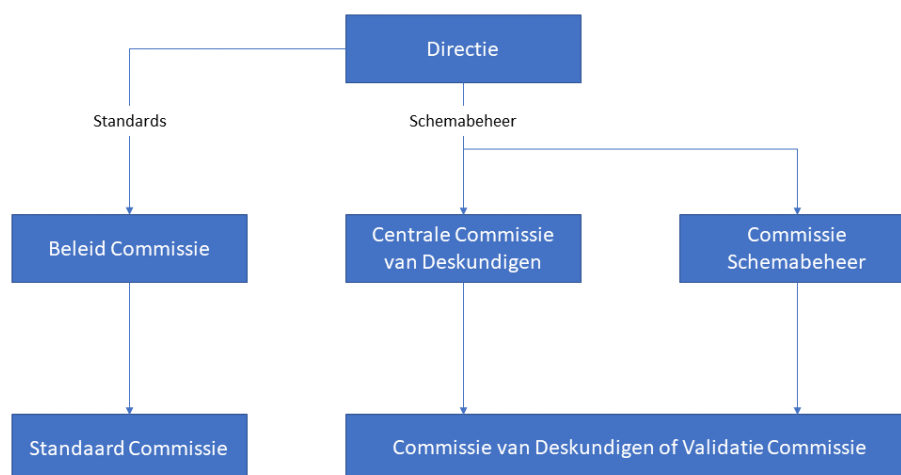 Directie
Standards
Schemabeheer
Beleid Commissie
Centrale Commissie
van Deskundigen
Commissie
Schemabeheer
Standaard Commissie
Commissie van Deskundigen of Validatie Commissie